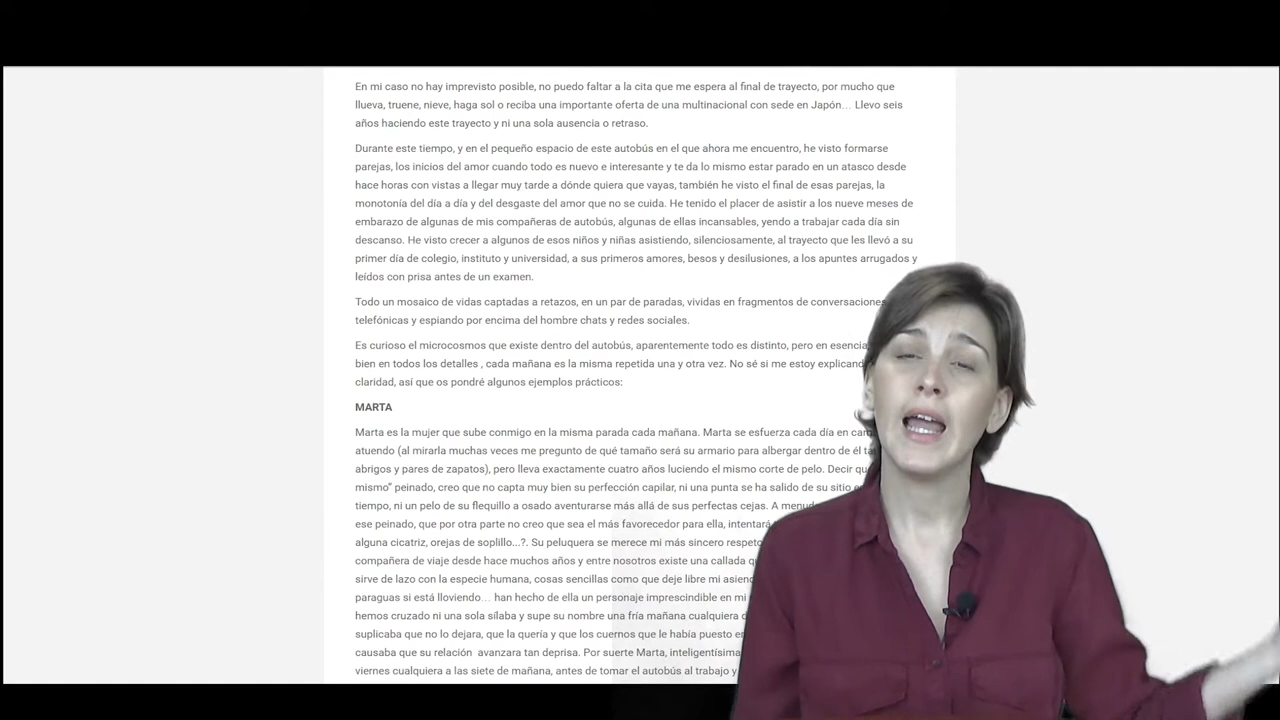 En mi caso no hay imprevisto posible, no puedo faltar a la cita que me espera al final de trayecto, por mucho que
llueva, truene, nieve, haga sol o reciba una importante oferta de una multinacional con sede en Japón... Llevo seis
años haciendo este trayecto y ni una sola ausencia o retraso.
Durante este tiempo, y en el pequeño espacio de este autobús en el que ahora me encuentro, he visto formarse
parejas, los inicios del amor cuando todo es nuevo e interesante y te da lo mismo estar parado en un atasco desde
hace horas con vistas a llegar muy tarde a dónde quiera que vayas, también he visto el final de esas parejas, la
monotonía del día a día y del desgaste del amor que no se cuida. He tenido el placer de asistir a los nueve meses de
embarazo de algunas de mis compañeras de autobús, algunas de ellas incansables, yendo a trabajar cada día sin
descanso. He visto crecer a algunos de esos niños y niñas asistiendo, silenciosamente, al trayecto que les llevó a su
primer día de colegio, instituto y universidad, a sus primeros amores, besos y desilusiones, a los apuntes arrugados y
leídos con prisa antes de un examen.
Todo un mosaico de vidas captadas a retazos, en un par de paradas, vividas en fragmentos de conversaciones
telefónicas y espiando por encima del hombre chats y redes sociales.
Es curioso el microcosmos que existe dentro del autobús, aparentemente todo es distinto, pero en esencia
bien en todos los detalles , cada mañana es la misma repetida una y otra vez. No sé si me estoy explicand
claridad, así que os pondré algunos ejemplos prácticos:
MARTA
Marta es la mujer que sube conmigo en la misma parada cada mañana. Marta se esfuerza cada día en
atuendo (al mirarla muchas veces me pregunto de qué tamaño será su armario para albergar dentro de él
abrigos y pares de zapatos), pero lleva exactamente cuatro años luciendo el mismo corte de pelo. Decir
mismo" peinado, creo que no capta muy bien su perfección capilar, ni una punta se ha salido de su sitio
tiempo, ni un pelo de su flequillo a osado aventurarse más allá de sus perfectas cejas. A
ese peinado, que por otra parte no creo que sea el más favorecedor para ella, intentará
alguna cicatriz, orejas de soplillo...?. Su peluquera se merece mi más sincero respeto
compañera de viaje desde hace muchos años y entre nosotros existe una callada
sirve de lazo con la especie humana, cosas sencillas como que deje libre mi
paraguas si está lloviendo... han hecho de ella un personaje imprescindible en mi
hemos cruzado ni una sola sílaba y supe su nombre una fría mañana cualquiera
suplicaba que no lo dejara, que la quería y que los cuernos que le había puesto
causaba que su relación avanzara tan deprisa. Por suerte Marta, inteligentísima
viernes cualquiera a las siete de mañana, antes de tomar el autobús al trabajo y